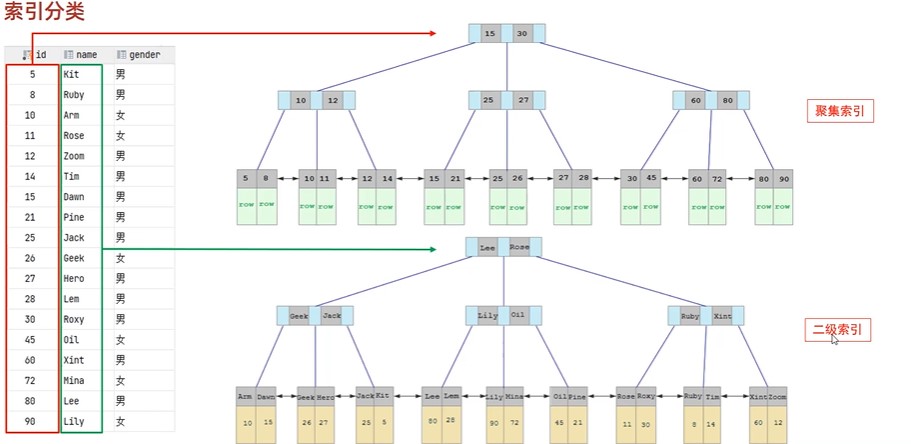 索引分类
id name gender
5 Kit 男
8 Ruby 男
10 Arm 女
11 Rose 女
12 Zoom 男
14 Tim 男
15 Dawn 男
21 Pine 男
25 Jack 男
26 Geek 女
27 Hero 男
28 Lem 男
30 Roxy 男
45 Oil 女
60 Xint 男
72 Mina 女
80 Lee 男
90 Lily 女
15 30
10 12 25 27 60 80
聚集索引
5 8 10 11 12 14 15 21 25 26 27 28 30 45 60 72 80 90
row row row row row row row row row row row row row row row row row row
Lee Rose
Geek Jack Lily Oil Ruby Xint
二级索引
Arm Dawn Geek Hero Jack Kit Lee Lem Lily Mina Oil Pine Rose Roxy Ruby Tim Xint Zoom
10 15 26 27 25 5 80 28 90 72 45 21 11 30 8 14 60 12